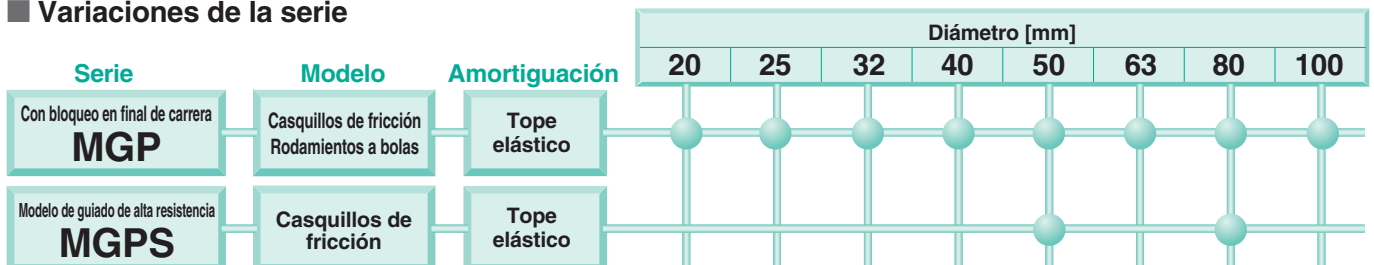 Variaciones de la serie
Diámetro [mm]
Serie Modelo Amortiguación 20 25 32 40 50 63 80 100
Con bloqueo en final de carrera
MGP
Casquillos de fricción
Rodamientos a bolas
Tope
elástico
Modelo de guiado de alta resistencia
MGPS
Casquillos de
fricción
Tope
elástico